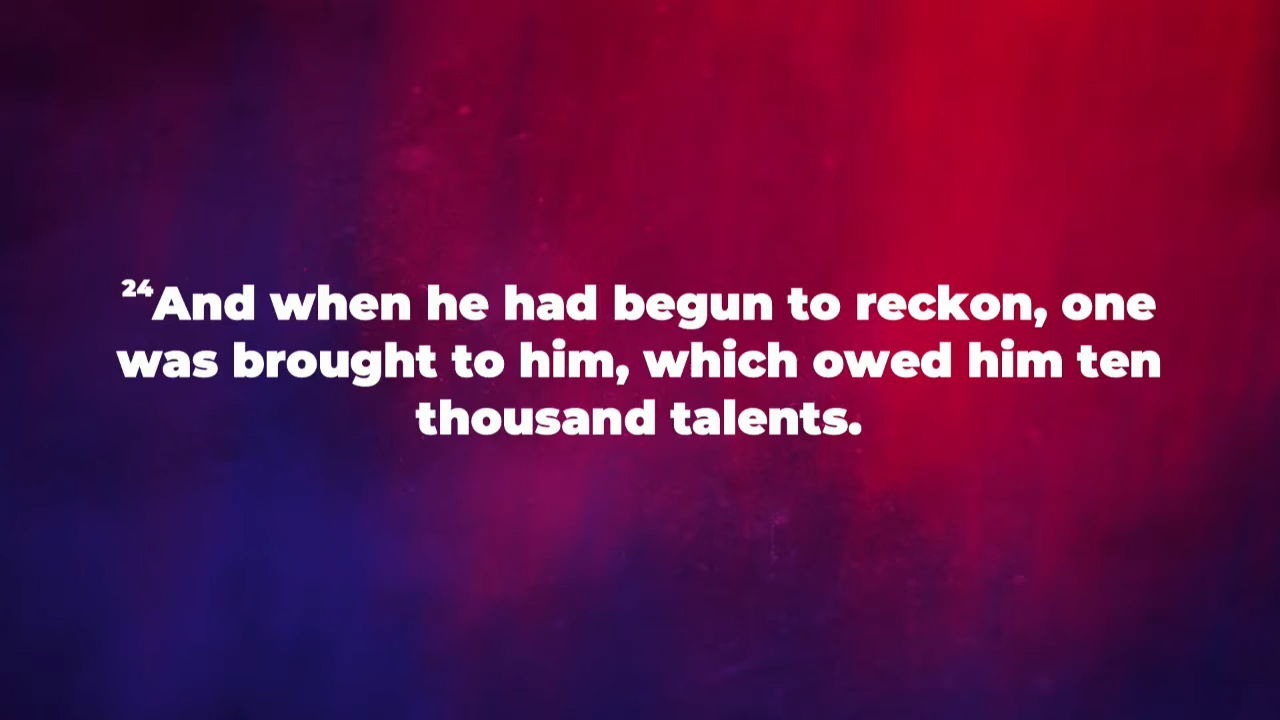 ²⁴And when he had begun to reckon, one
was brought to him, which owed him ten
thousand talents.